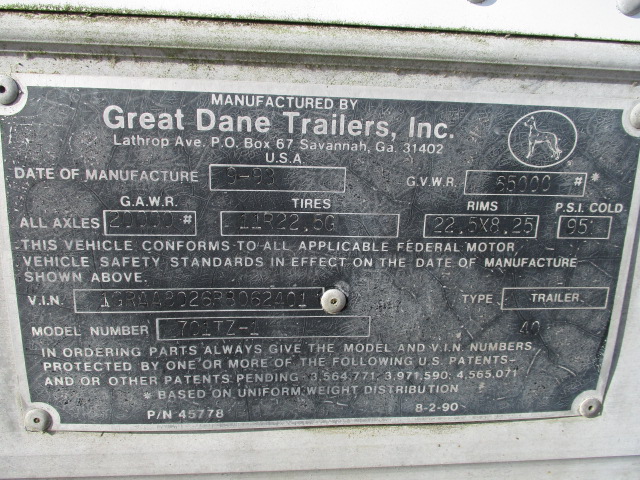 MANUFACTURED BY
Great Dane Trailers, Inc.
Lathrop Ave. P.O. Box 67 Savannah, Ga. 31402
U.S.A.
DATE OF MANUFACTURE 9-93 G.V.W.R. 65000 # *
G.A.W.R. TIRES RIMS P.S.I. COLD
ALL AXLES 20000 # 11R22.5G 22.5X8.25 95
THIS VEHICLE CONFORMS TO ALL APPLICABLE FEDERAL MOTOR
VEHICLE SAFETY STANDARDS IN EFFECT ON THE DATE OF MANUFACTURE
SHOWN ABOVE.
V.I.N. TYPE TRAILER
MODEL NUMBER 701TZ-1 40
IN ORDERING PARTS ALWAYS GIVE THE MODEL AND V.I.N. NUMBERS
PROTECTED BY ONE OR MORE OF THE FOLLOWING U.S. PATENTS-
AND OR OTHER PATENTS PENDING - 3,564,771; 3,971,590; 4,565,071
* BASED ON UNIFORM WEIGHT DISTRIBUTION
P/N 45778 8-2-90